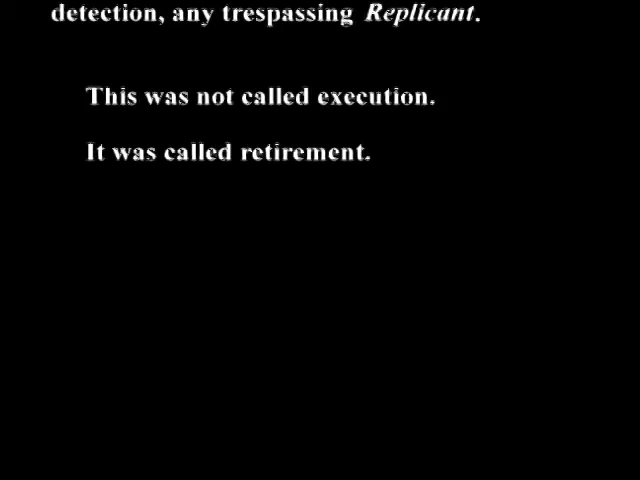 detection, any trespassing Replicant.
This was not called execution.
It was called retirement.